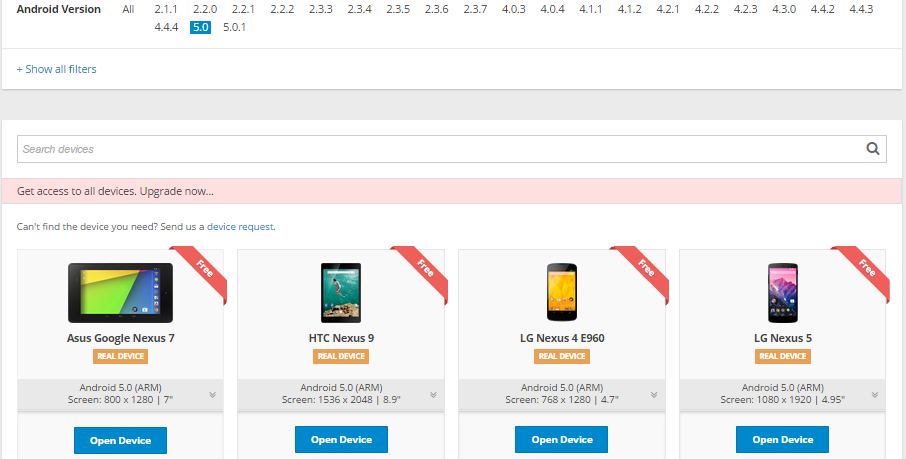 Android Version All 2.1.1 2.2.0 2.2.1 2.2.2 2.3.3 2.3.4 2.3.5 2.3.6 2.3.7 4.0.3 4.0.4 4.1.1 4.1.2 4.2.1 4.2.2 4.2.3 4.3.0 4.4.2 4.4.3
4.4.4 5.0 5.0.1
+ Show all filters
Search devices
Get access to all devices. Upgrade now...
Can't find the device you need? Send us a device request.
Free Free Free Free
Asus Google Nexus 7 HTC Nexus 9 LG Nexus 4 E960 LG Nexus 5
REAL DEVICE REAL DEVICE REAL DEVICE REAL DEVICE
Android 5.0 (ARM) Android 5.0 (ARM) Android 5.0 (ARM) Android 5.0 (ARM)
Screen: 800 x 1280 | 7" Screen: 1536 x 2048 | 8.9" Screen: 768 x 1280 | 4.7" Screen: 1080 x 1920 | 4.95"
Open Device Open Device Open Device Open Device